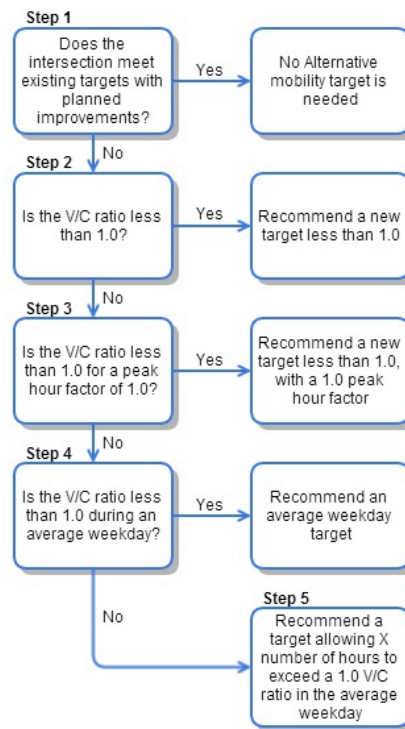 Step 1
Does the
intersection meet
existing targets with
planned
improvements?
Yes
No Alternative
mobility target is
needed
No
Step 2
Is the V/C ratio less
than 1.0?
Yes
Recommend a new
target less than 1.0
No
Step 3
Is the V/C ratio less
than 1.0 for a peak
hour factor of 1.0?
Yes
Recommend a new
target less than 1.0,
with a 1.0 peak
hour factor
No
Step 4
Is the V/C ratio less
than 1.0 during an
average weekday?
Yes
Recommend an
average weekday
target
No
Step 5
Recommend a
target allowing X
number of hours to
exceed a 1.0 V/C
ratio in the average
weekday